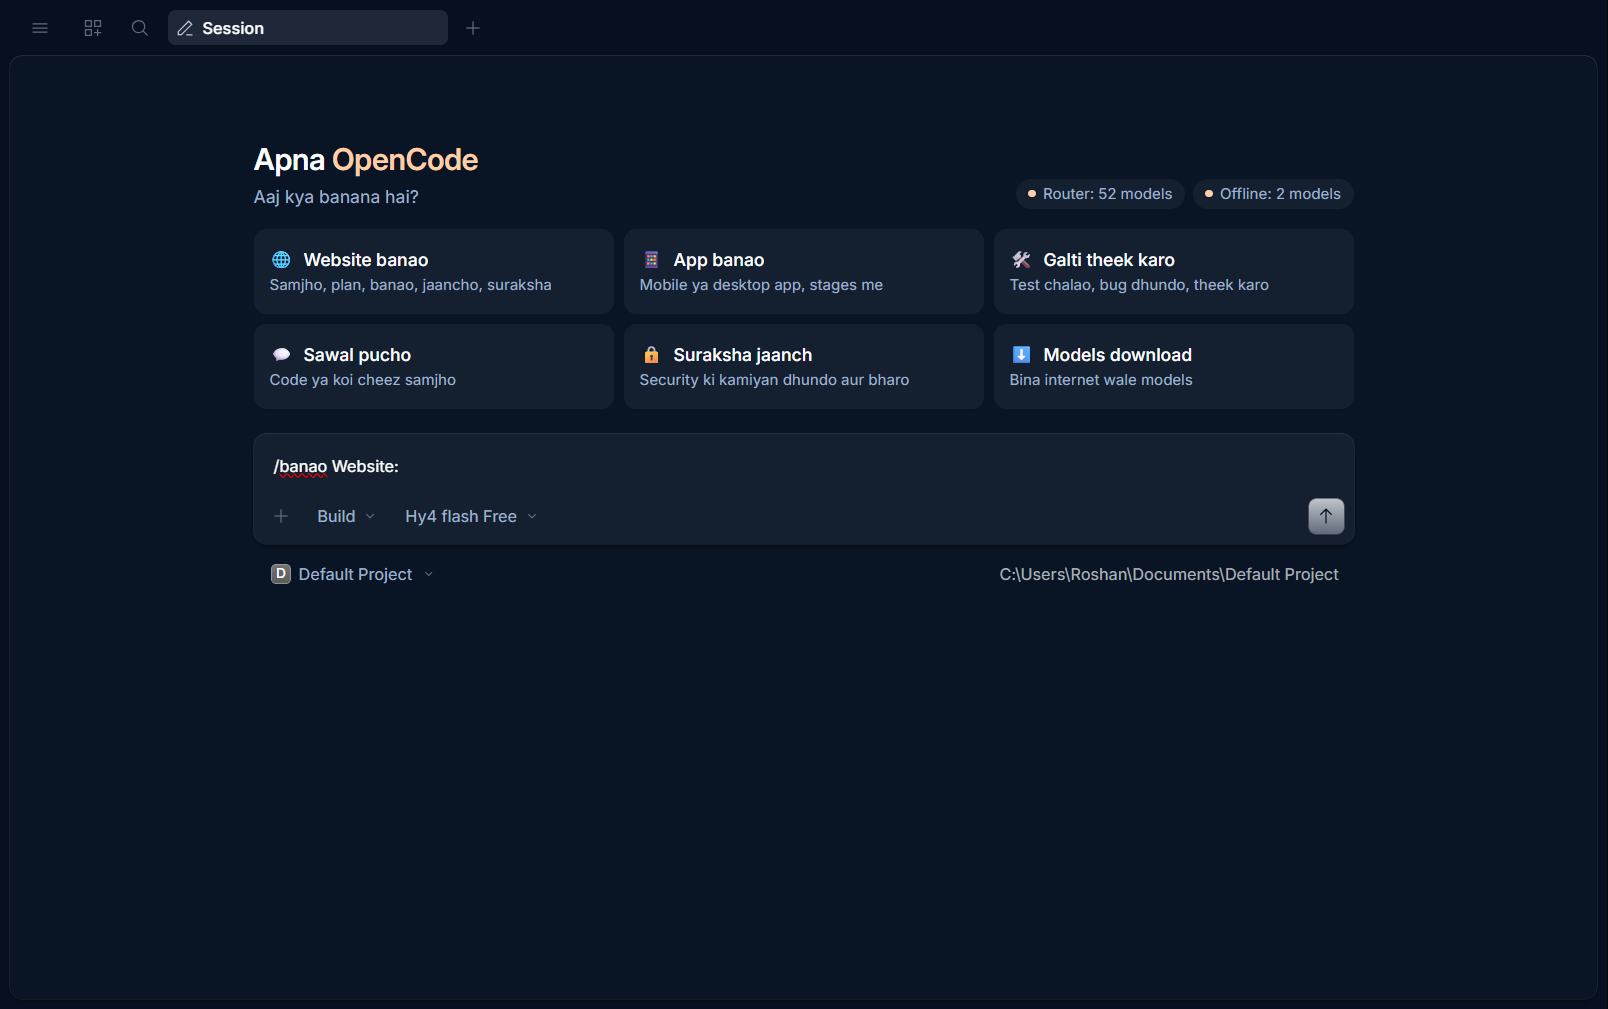 Session
Apna OpenCode
Aaj kya banana hai?
Router: 52 models
Offline: 2 models
Website banao
Samjho, plan, banao, jaancho, suraksha
App banao
Mobile ya desktop app, stages me
Galti theek karo
Test chalao, bug dhundo, theek karo
Sawal pucho
Code ya koi cheez samjho
Suraksha jaanch
Security ki kamiyan dhundo aur bharo
Models download
Bina internet wale models
/banao Website:
Build
Hy4 flash Free
D Default Project
C:\Users\Roshan\Documents\Default Project